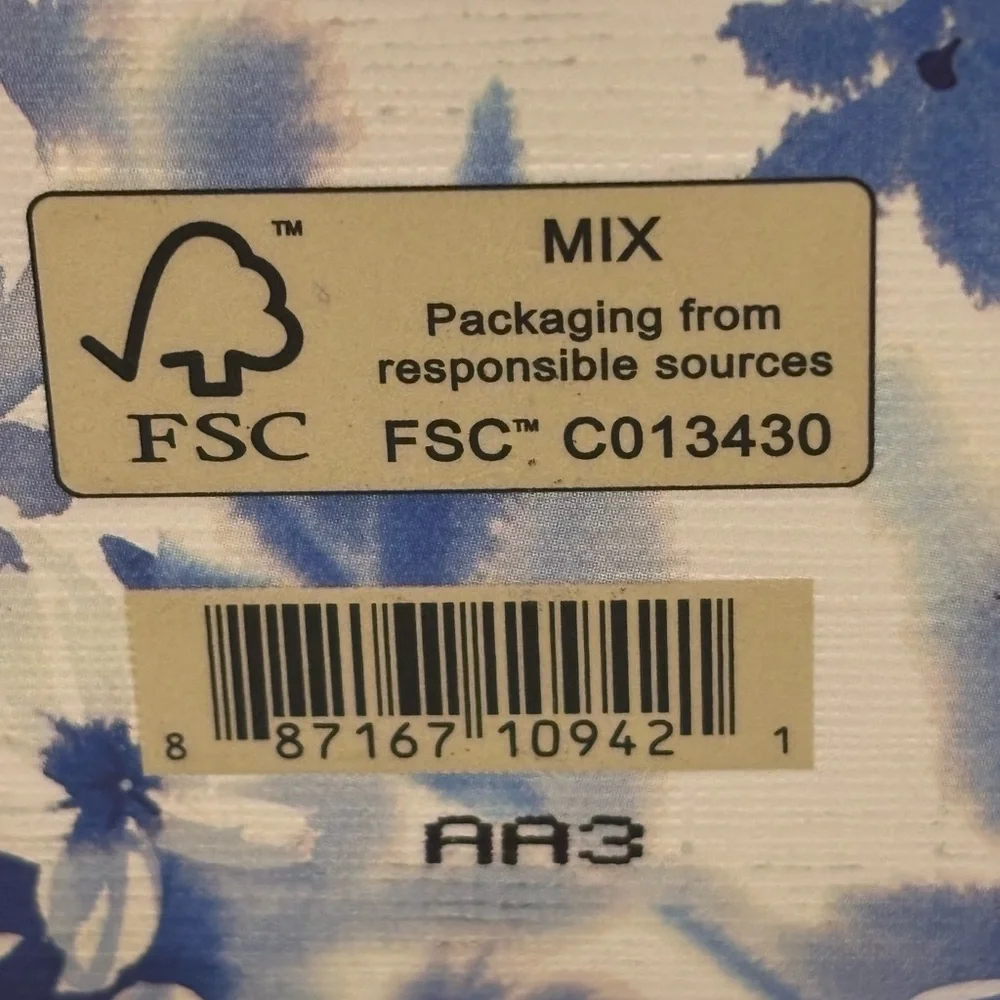 ™
FSC
MIX
Packaging from
responsible sources
FSC™ C013430
8 87167 10942 1
AA3